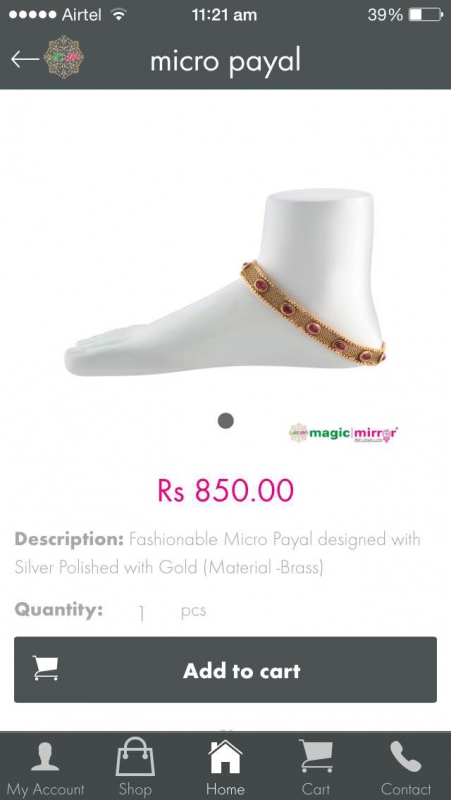 Airtel 11:21 am 39%
micro payal
magic|mirror
Rs 850.00
Description: Fashionable Micro Payal designed with
Silver Polished with Gold (Material -Brass)
Quantity: 1 pcs
Add to cart
My Account Shop Home Cart Contact